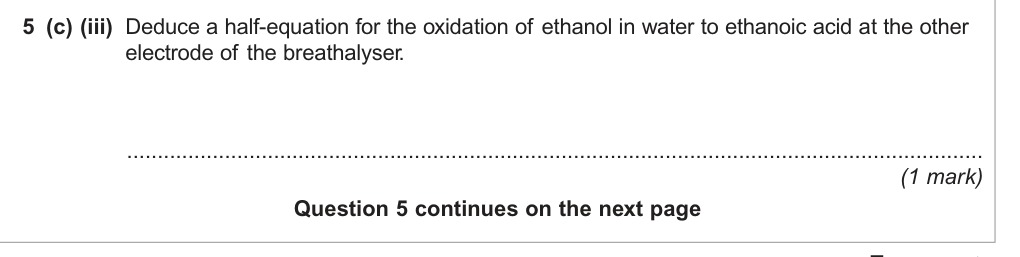 5 (c) (iii) Deduce a half-equation for the oxidation of ethanol in water to ethanoic acid at the other
electrode of the breathalyser.
................................................................................................................................................
(1 mark)
Question 5 continues on the next page